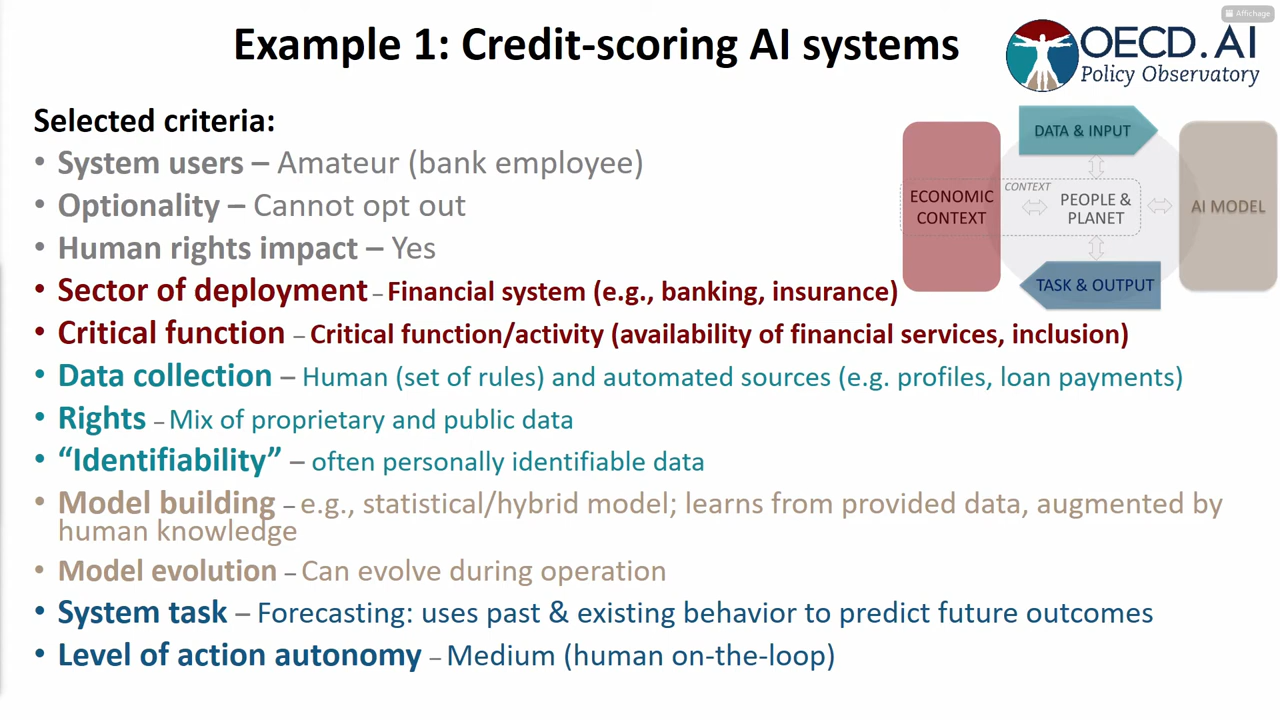 Affichage
Example 1: Credit-scoring AI systems
OECD.AI
Policy Observatory
Selected criteria:
• System users – Amateur (bank employee)
• Optionality – Cannot opt out
• Human rights impact – Yes
• Sector of deployment – Financial system (e.g., banking, insurance)
• Critical function – Critical function/activity (availability of financial services, inclusion)
• Data collection – Human (set of rules) and automated sources (e.g. profiles, loan payments)
• Rights – Mix of proprietary and public data
• “Identifiability” – often personally identifiable data
• Model building – e.g., statistical/hybrid model; learns from provided data, augmented by
human knowledge
• Model evolution – Can evolve during operation
• System task – Forecasting: uses past & existing behavior to predict future outcomes
• Level of action autonomy – Medium (human on-the-loop)
DATA & INPUT
ECONOMIC
CONTEXT
CONTEXT
PEOPLE &
PLANET
AI MODEL
TASK & OUTPUT